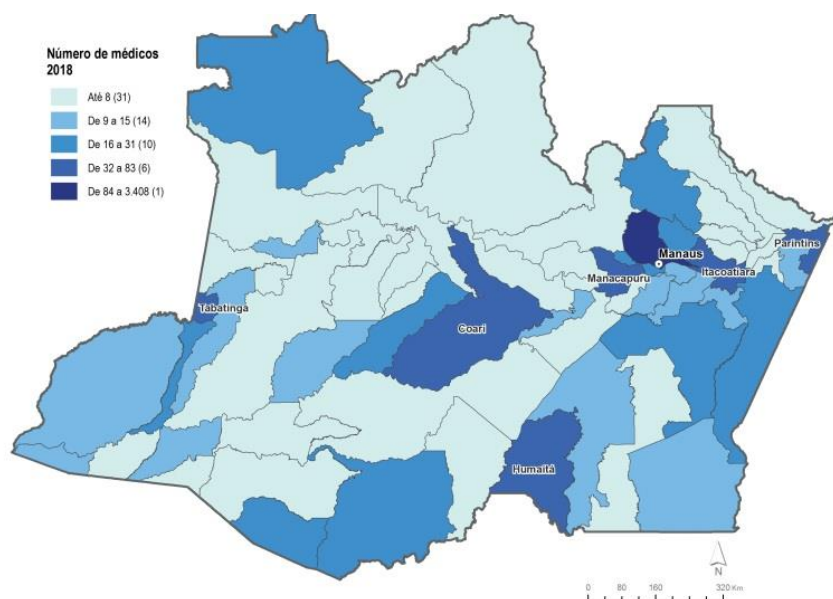 Número de médicos
2018
Até 8 (31)
De 9 a 15 (14)
De 16 a 31 (10)
De 32 a 83 (6)
De 84 a 3.408 (1)
Parintins
Manaus
Itacoatiara
Manacapuru
Tabatinga
Coari
Humaitá
N
0 80 160 320 Km